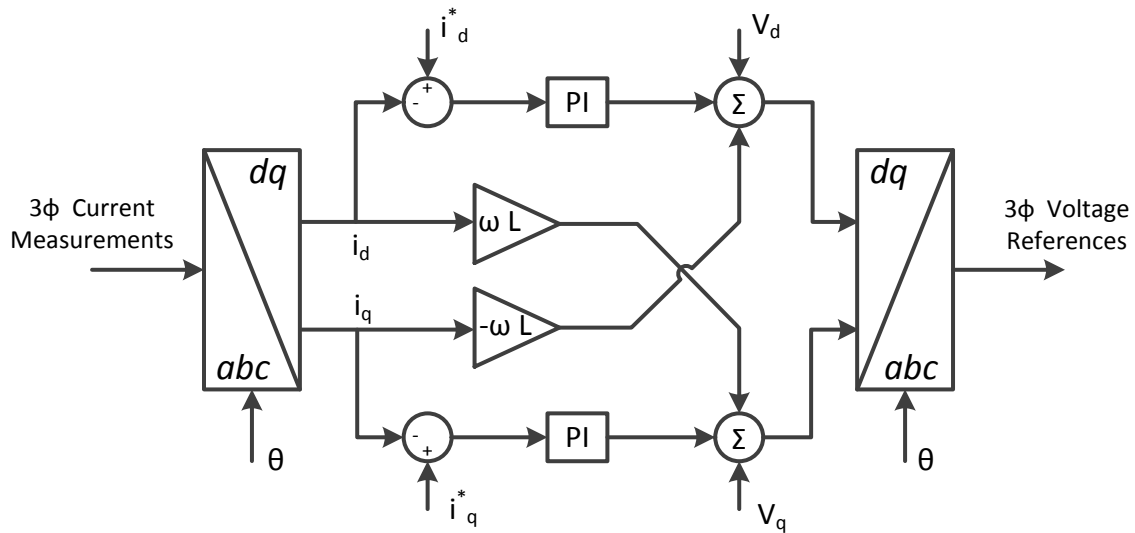 i*d
Vd
+
-
PI
Σ
dq
dq
3ϕ Current
Measurements
ω L
3ϕ Voltage
References
id
iq
-ω L
abc
abc
-
+
PI
Σ
θ
θ
i*q
Vq